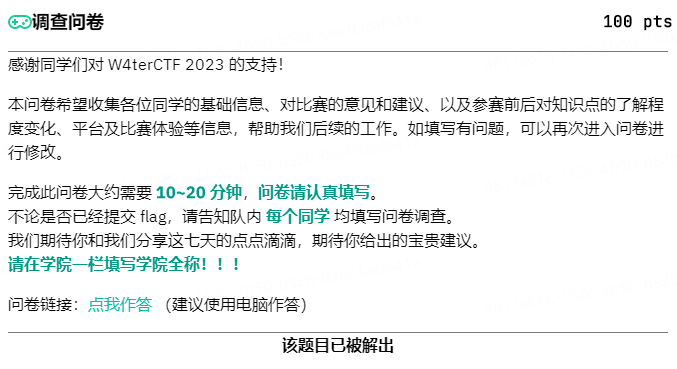 调查问卷 100 pts
感谢同学们对 W4terCTF 2023 的支持！
本问卷希望收集各位同学的基础信息、对比赛的意见和建议、以及参赛前后对知识点的了解程
度变化、平台及比赛体验等信息，帮助我们后续的工作。如填写有问题，可以再次进入问卷进
行修改。
完成此问卷大约需要 10~20 分钟，问卷请认真填写。
不论是否已经提交 flag，请告知队内 每个同学 均填写问卷调查。
我们期待你和我们分享这七天的点点滴滴，期待你给出的宝贵建议。
请在学院一栏填写学院全称！！！
问卷链接：点我作答 （建议使用电脑作答）
该题目已被解出